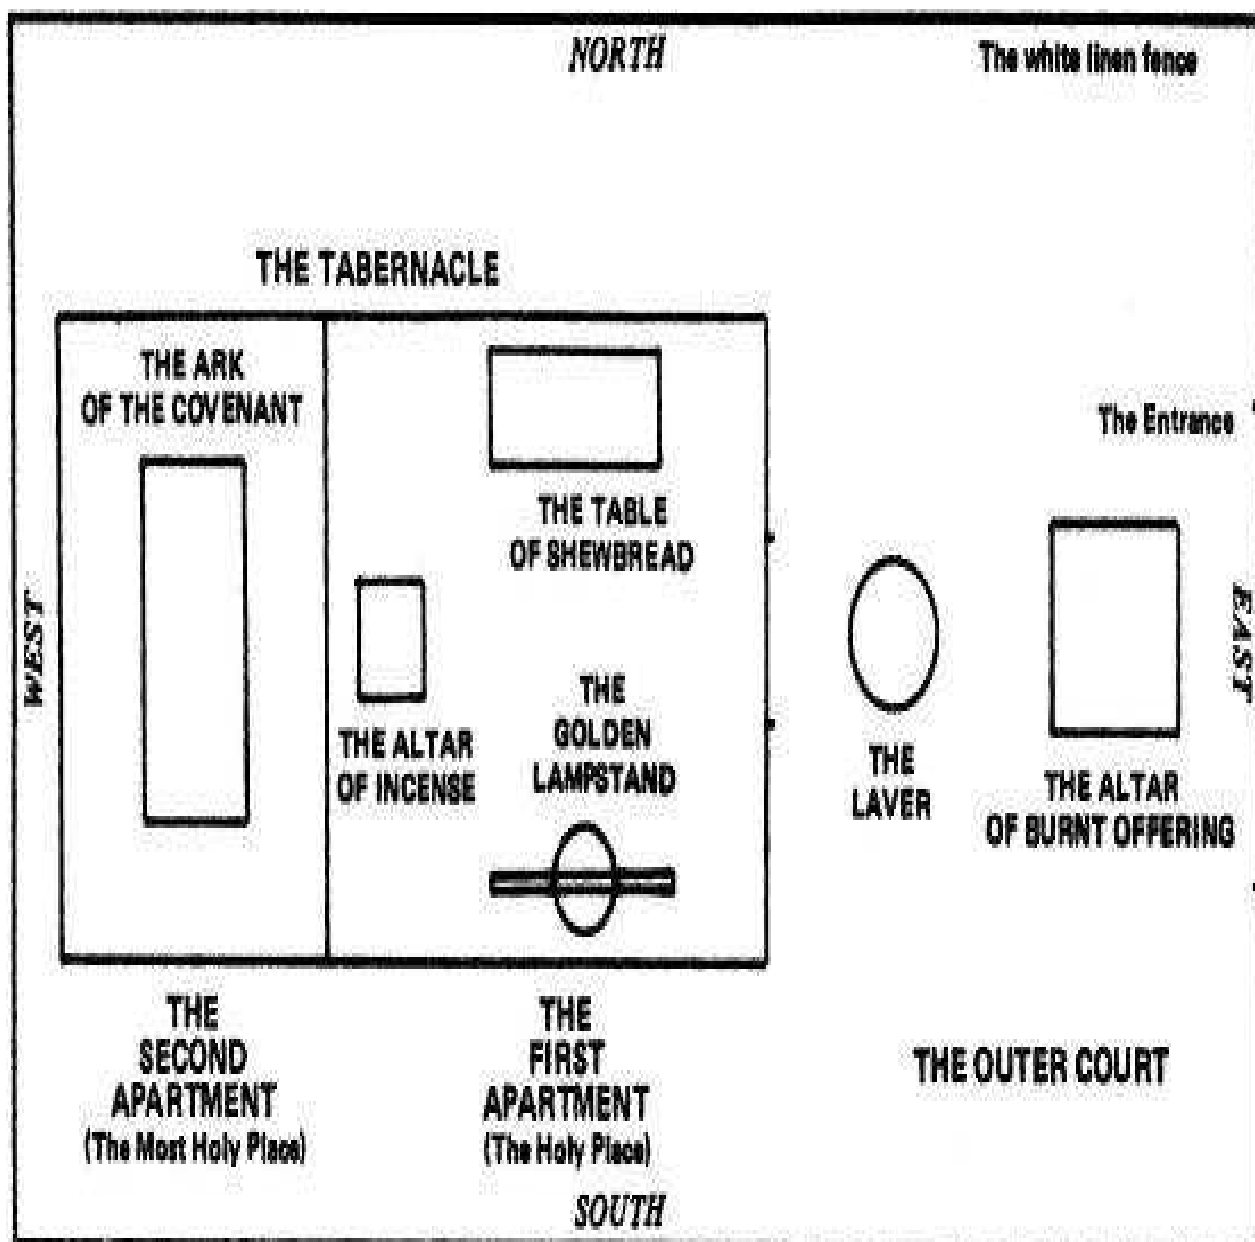 NORTH
The white linen fence
THE TABERNACLE
THE ARK
OF THE COVENANT
The Entrance
THE TABLE
OF SHEWBREAD
WEST
EAST
THE ALTAR
OF INCENSE
THE
GOLDEN
LAMPSTAND
THE
LAVER
THE ALTAR
OF BURNT OFFERING
THE
SECOND
APARTMENT
(The Most Holy Place)
THE
FIRST
APARTMENT
(The Holy Place)
THE OUTER COURT
SOUTH